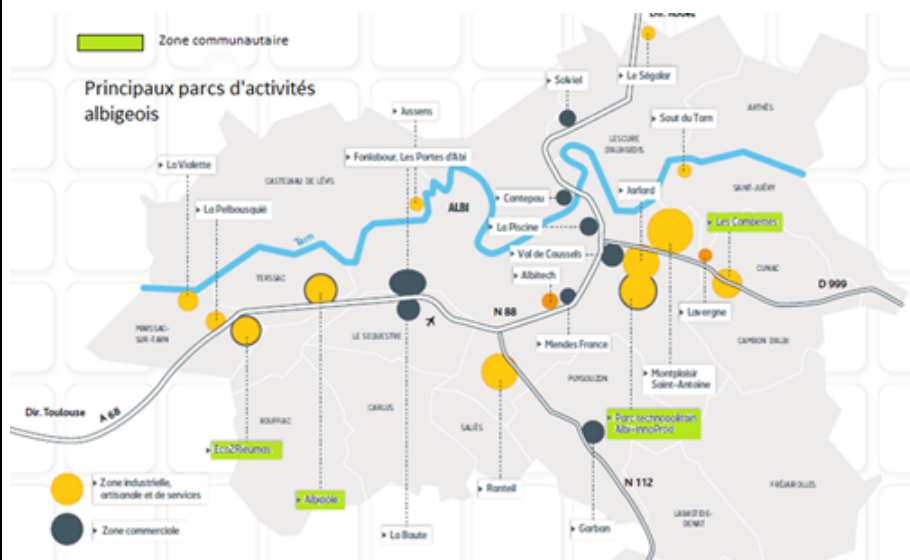 Zone communautaire
Principaux parcs d'activités
albigeois
Dir. Rodez
Le Ségalar
Solviel
Jussens
Sout du Tarn
ARTHÈS
LESCURE
D'ALBIGEOIS
Fonlabour, Les Portes d'Albi
La Violette
CASTELNAU DE LÉVIS
ALBI
Cantepau
Jarlard
SAINT-JUÉRY
La Pelbousquié
La Piscine
Les Combettes
Tarn
Val de Caussels
TERSSAC
Albitech
CUNAC
D 999
N 88
Lavergne
MARSSAC-
SUR-TARN
LE SEQUESTRE
Mendes France
CAMBON D'ALBI
PUYGOUZON
Montplaisir
Saint-Antoine
Dir. Toulouse
A 68
ROUFFIAC
CARLUS
SALIÈS
Parc technopolitain
Albi-InnoProd
Eco2Rieumas
Zone industrielle,
artisanale et de services
Albipôle
Ranteil
N 112
FRÉJAIROLLES
LABASTIDE-
DENAT
Zone commerciale
La Baute
Garban